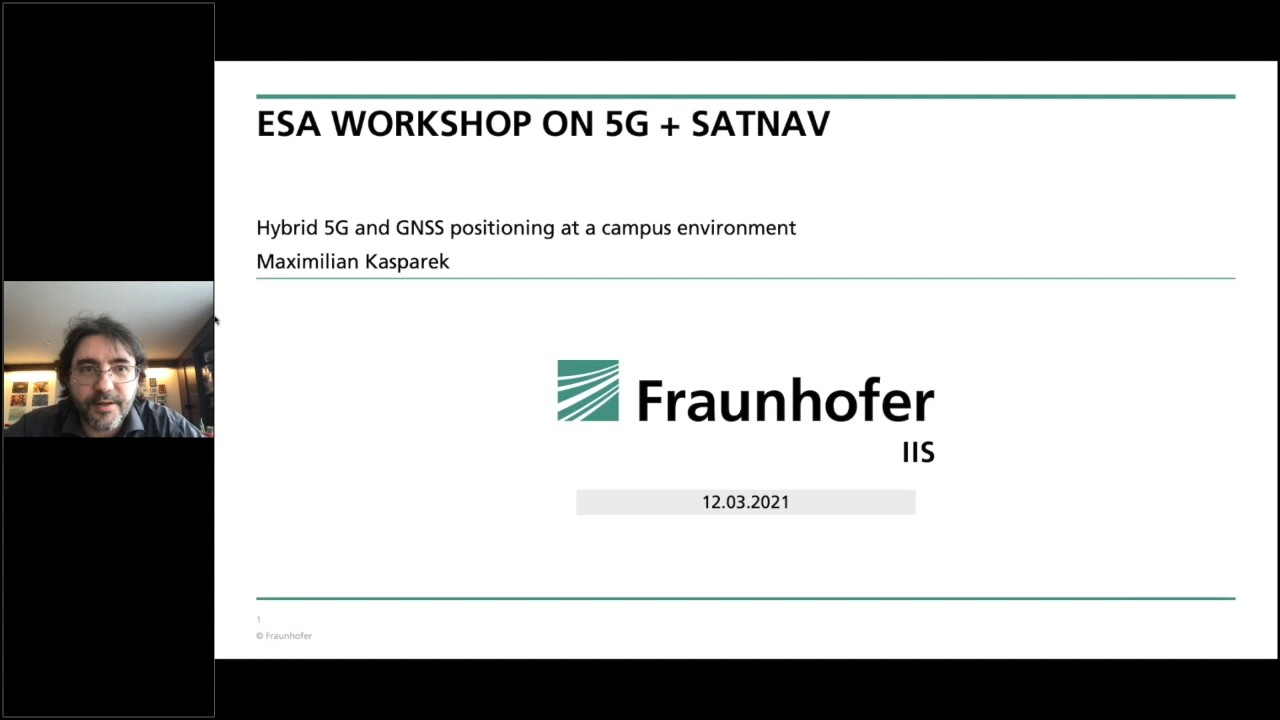 ESA WORKSHOP ON 5G + SATNAV
Hybrid 5G and GNSS positioning at a campus environment
Maximilian Kasparek
Fraunhofer
IIS
12.03.2021
1
© Fraunhofer